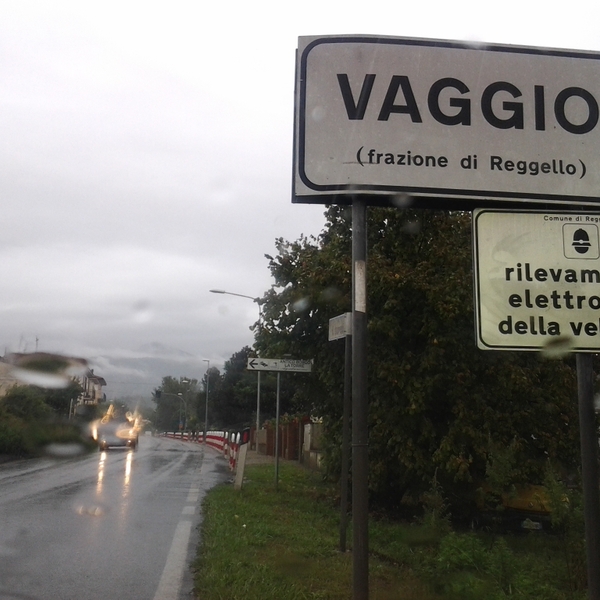 VAGGIO
(frazione di Reggello)
Comune di
rilevam
elettro
della ve